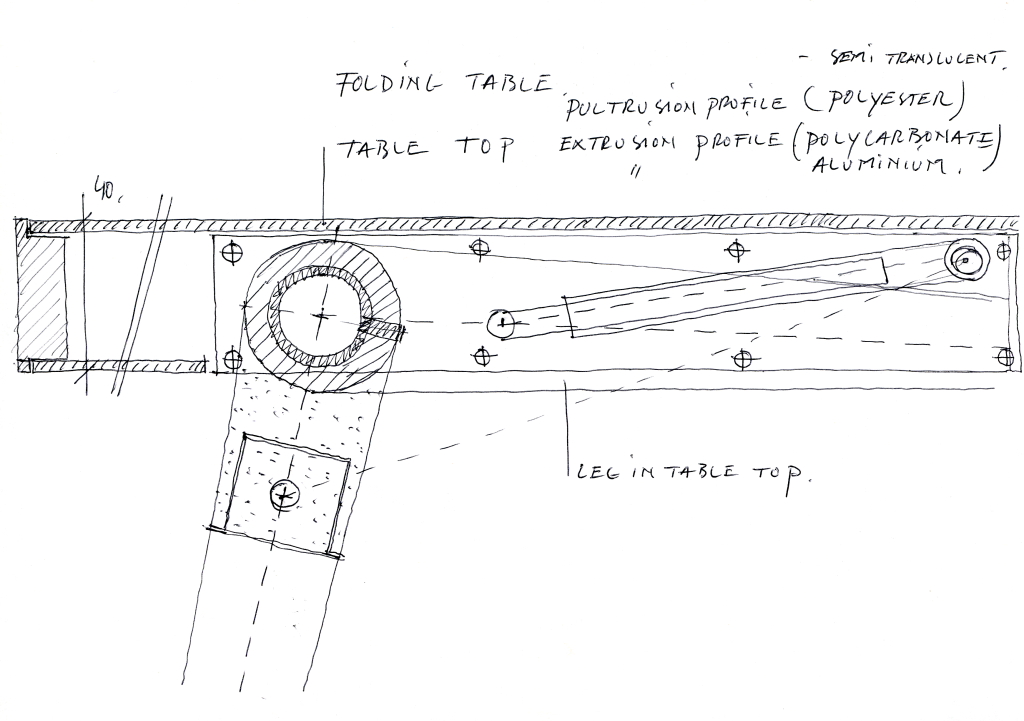 - SEMI TRANSLUCENT.
FOLDING TABLE.
PULTRUSION PROFILE (POLYESTER)
TABLE TOP EXTRUSION PROFILE (POLYCARBONATE)
" ALUMINIUM.
40.
LEG IN TABLE TOP.